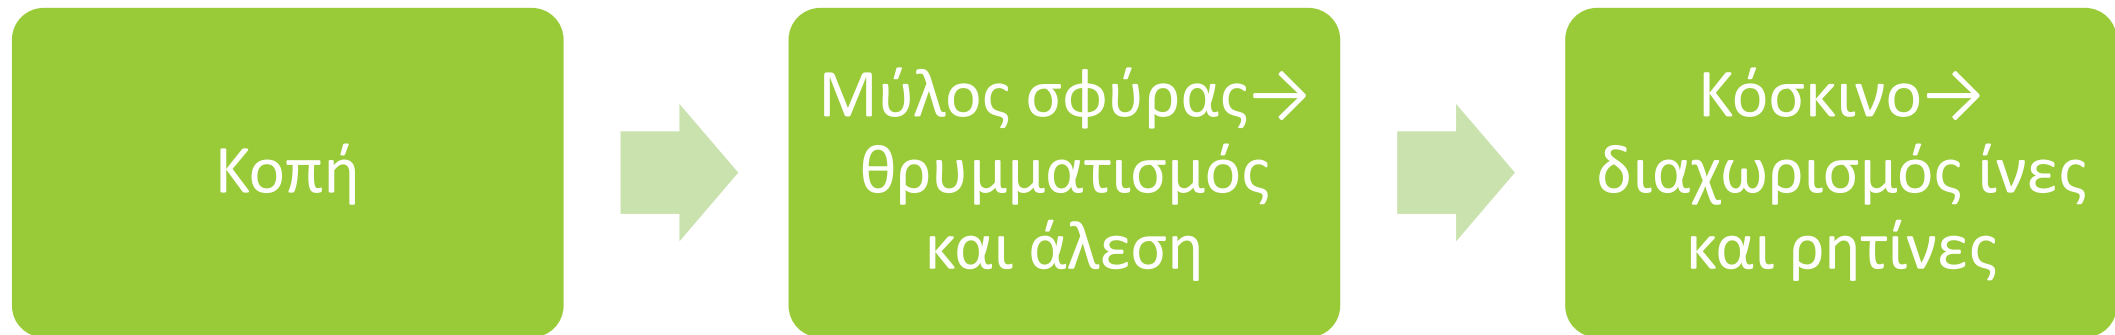 Κοπή
Μύλος σφύρας→
θρυμματισμός
και άλεση
Κόσκινο→
διαχωρισμός ίνες
και ρητίνες